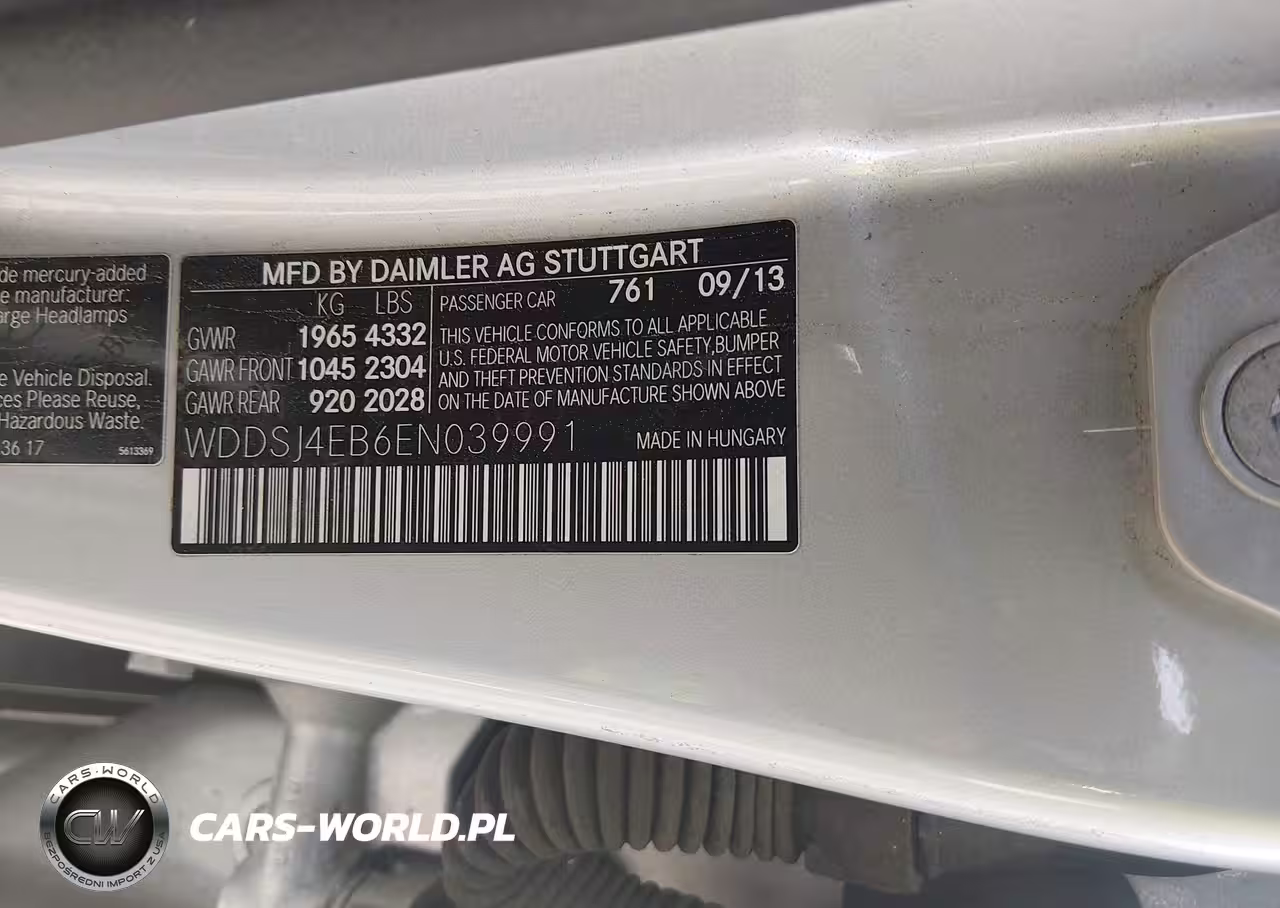 de mercury-added
e manufacturer:
arge Headlamps
e Vehicle Disposal.
ces Please Reuse,
Hazardous Waste.
36 17
5613369
MFD BY DAIMLER AG STUTTGART
KG LBS
GVWR 1965 4332
GAWR FRONT 1045 2304
GAWR REAR 920 2028
PASSENGER CAR 761 09/13
THIS VEHICLE CONFORMS TO ALL APPLICABLE
U.S. FEDERAL MOTOR VEHICLE SAFETY,BUMPER
AND THEFT PREVENTION STANDARDS IN EFFECT
ON THE DATE OF MANUFACTURE SHOWN ABOVE
WDDSJ4EB6EN039991 MADE IN HUNGARY
CARS-WORLD
CW
BEZPOŚREDNI IMPORT Z USA
CARS-WORLD.PL